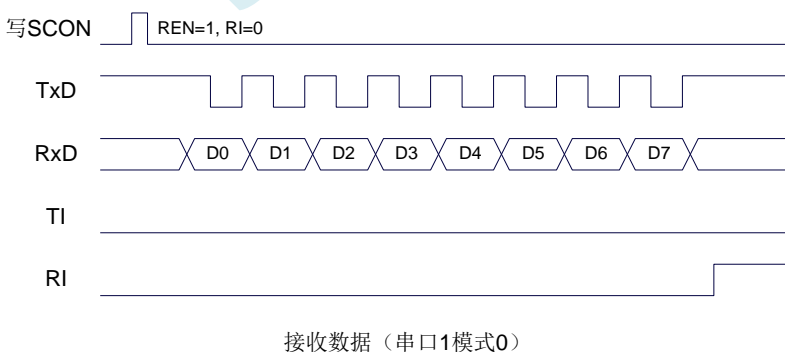 写SCON REN=1, RI=0
TxD
RxD D0 D1 D2 D3 D4 D5 D6 D7
TI
RI
接收数据（串口1模式0）